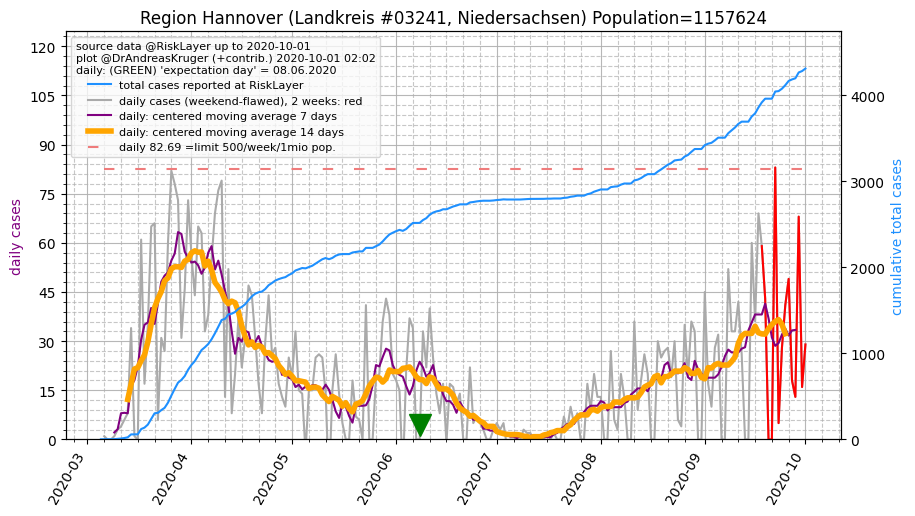 Region Hannover (Landkreis #03241, Niedersachsen) Population=1157624
source data @RiskLayer up to 2020-10-01
plot @DrAndreasKruger (+contrib.) 2020-10-01 02:02
daily: (GREEN) 'expectation day' = 08.06.2020
total cases reported at RiskLayer
daily cases (weekend-flawed), 2 weeks: red
daily: centered moving average 7 days
daily: centered moving average 14 days
daily 82.69 =limit 500/week/1mio pop.
daily cases
120
105
90
75
60
45
30
15
0
cumulative total cases
4000
3000
2000
1000
0
2020-03
2020-04
2020-05
2020-06
2020-07
2020-08
2020-09
2020-10